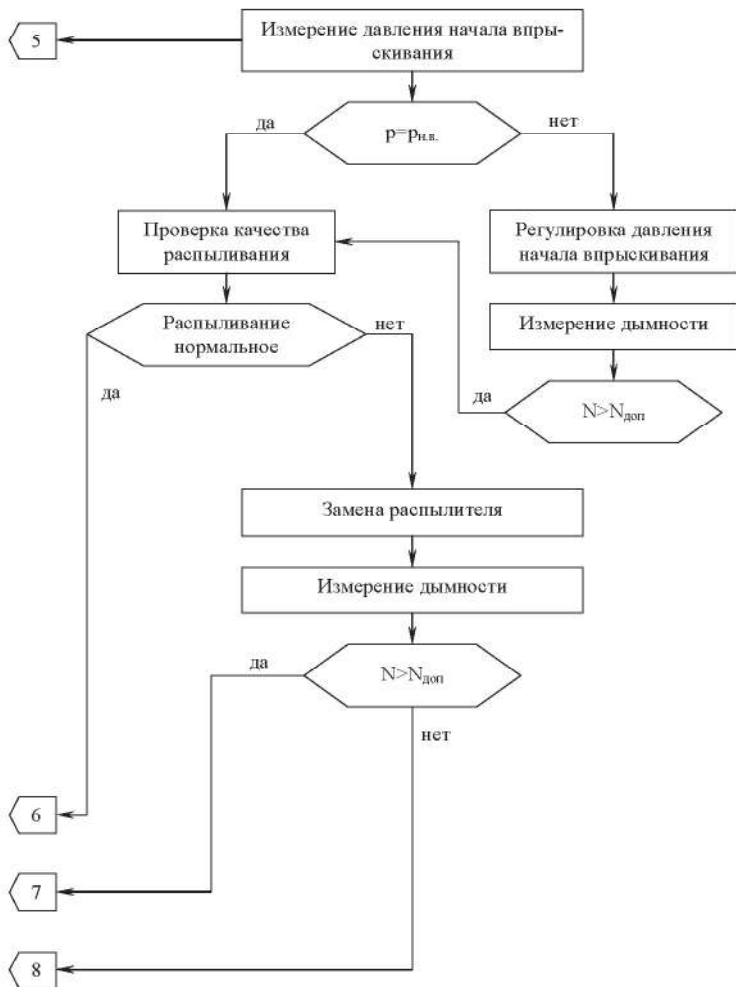 5
Измерение давления начала впры-
скивания
да
p=pн.в.
нет
Проверка качества
распыливания
Регулировка давления
начала впрыскивания
Распыливание
нормальное
нет
Измерение дымности
да
да
N>Nдоп
Замена распылителя
Измерение дымности
да
N>Nдоп
нет
6
7
8